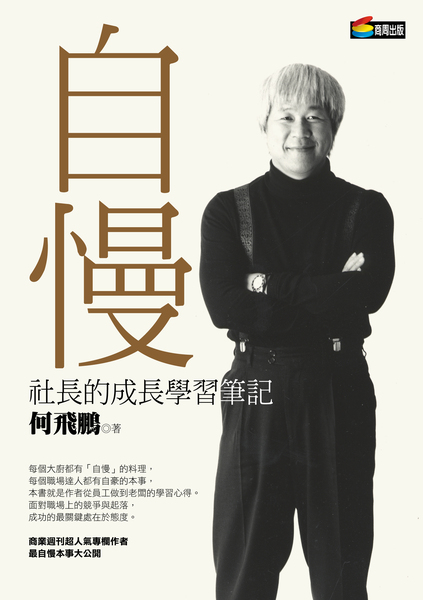 商周出版
自慢
社長的成長學習筆記
何飛鵬◎著
每個大廚都有「自慢」的料理，
每個職場達人都有自豪的本事，
本書就是作者從員工做到老闆的學習心得。
面對職場上的競爭與起落，
成功的最關鍵處在於態度。
商業週刊超人氣專欄作者
最自慢本事大公開